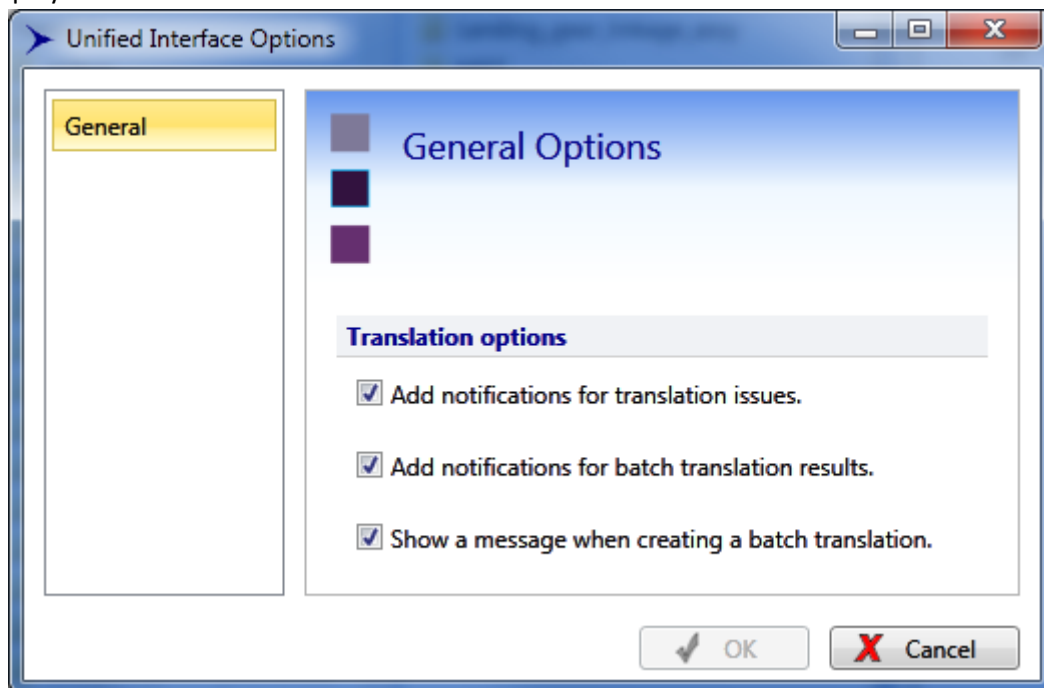 Unified Interface Options
General
General Options
Translation options
Add notifications for translation issues.
Add notifications for batch translation results.
Show a message when creating a batch translation.
OK
Cancel